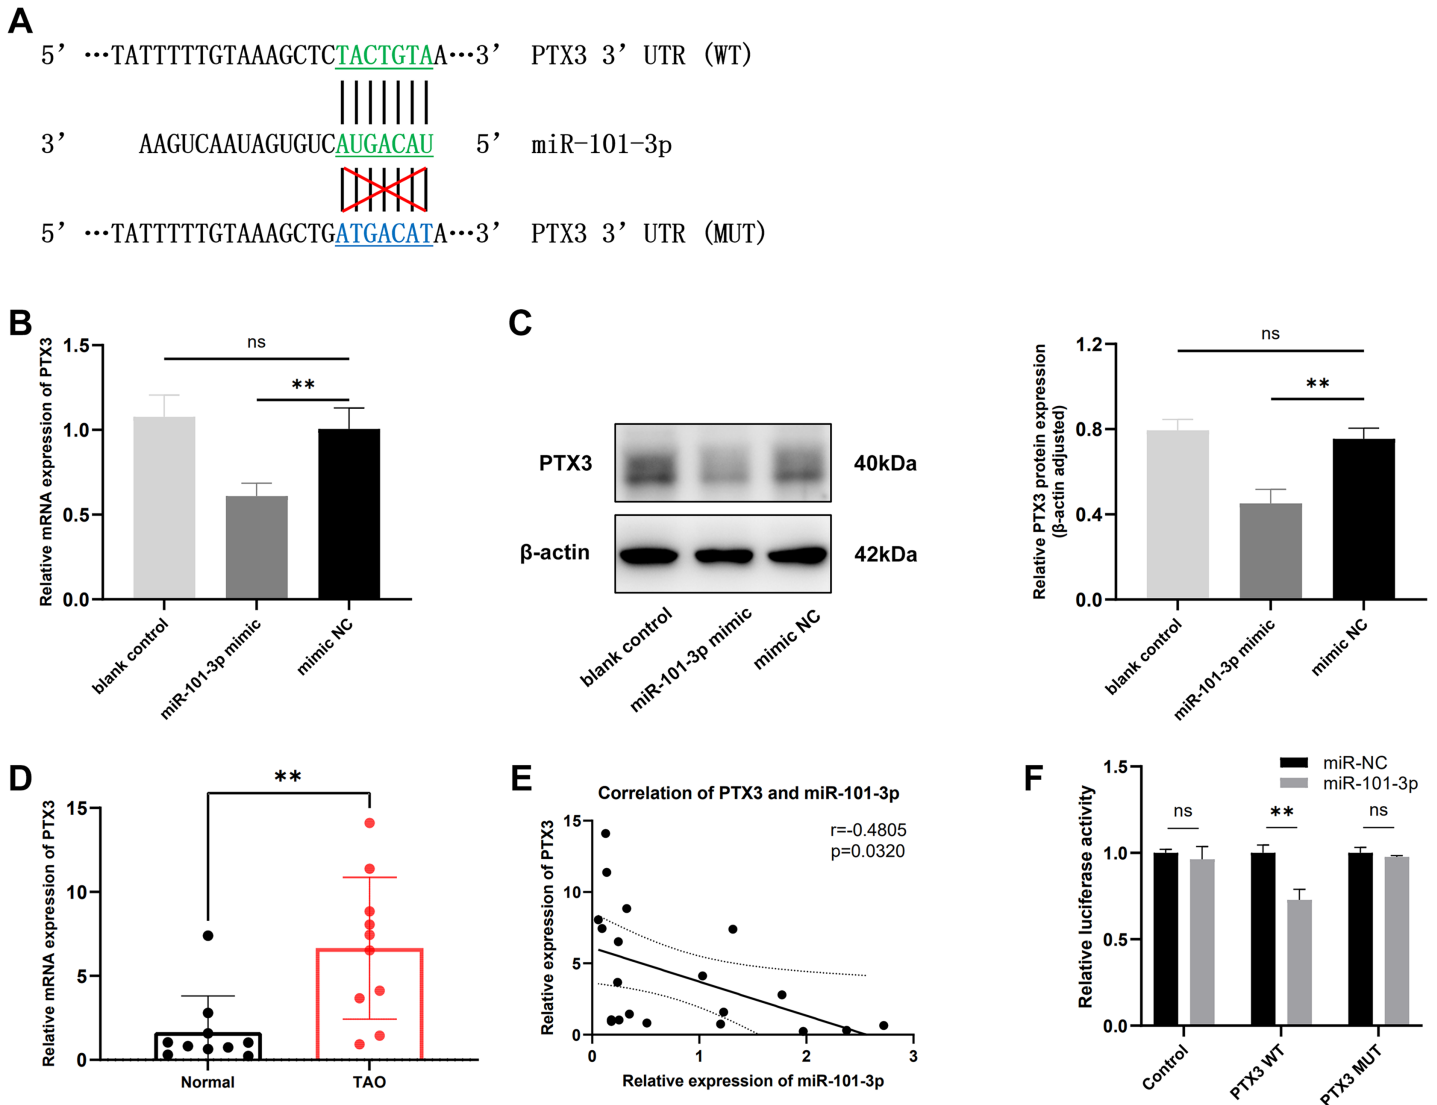 A
5’ ···TATTTTTGTAAAGCTCTACTGTAA···3’ PTX3 3’ UTR (WT)
3’ AAGUCAAUAGUGUCAUGACAU 5’ miR-101-3p
5’ ···TATTTTTGTAAAGCTGATGACATA···3’ PTX3 3’ UTR (MUT)
B
Relative mRNA expression of PTX3
1.5
1.0
0.5
0.0
ns
**
blank control
miR-101-3p mimic
mimic NC
C
PTX3
40kDa
β-actin
42kDa
blank control
miR-101-3p mimic
mimic NC
Relative PTX3 protein expression
(β-actin adjusted)
1.2
0.8
0.4
0.0
ns
**
blank control
miR-101-3p mimic
mimic NC
D
Relative mRNA expression of PTX3
15
10
5
0
**
Normal
TAO
E
Correlation of PTX3 and miR-101-3p
r=-0.4805
p=0.0320
Relative expression of PTX3
15
10
5
0
0
1
2
3
Relative expression of miR-101-3p
F
miR-NC
miR-101-3p
Relative luciferase activity
1.5
1.0
0.5
0.0
ns
**
ns
Control
PTX3 WT
PTX3 MUT